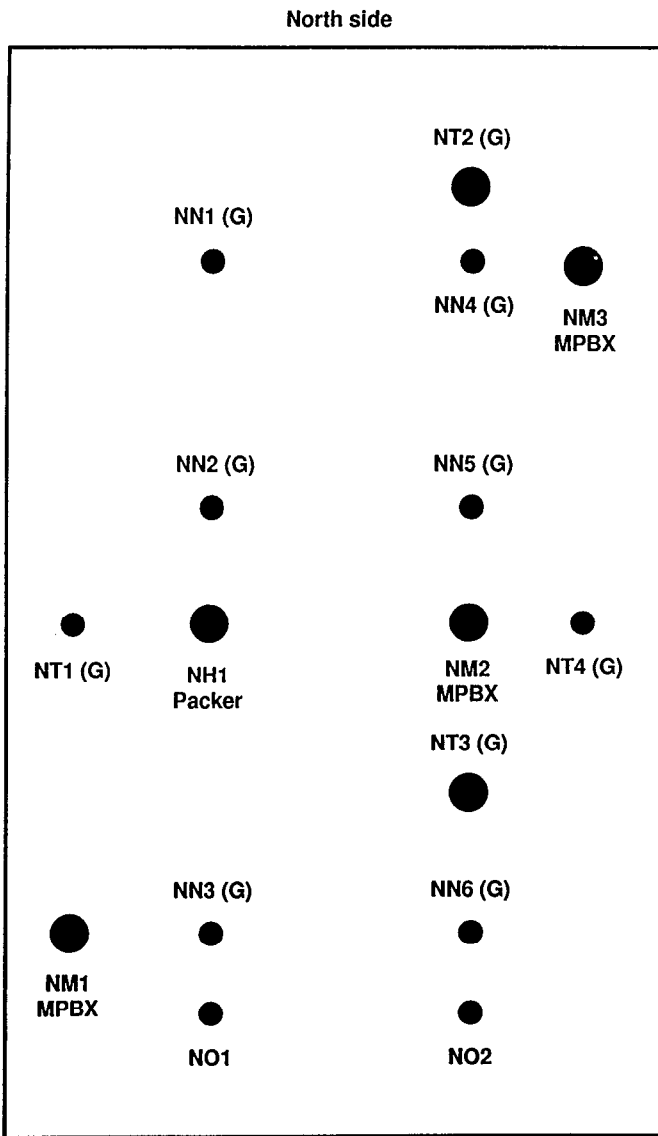 North side
NT2 (G)
NN1 (G)
NN4 (G)
NM3
MPBX
NN2 (G)
NN5 (G)
NT1 (G)
NH1
Packer
NM2
MPBX
NT4 (G)
NT3 (G)
NN3 (G)
NN6 (G)
NM1
MPBX
NO1
NO2